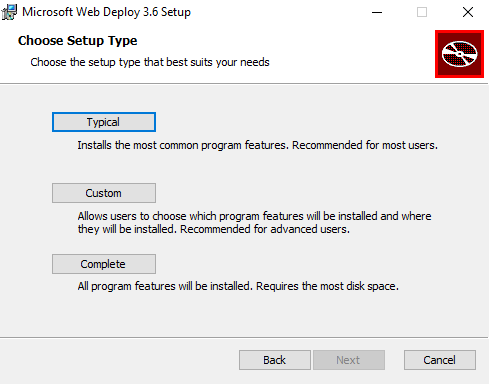 Microsoft Web Deploy 3.6 Setup
Choose Setup Type
Choose the setup type that best suits your needs
Typical
Installs the most common program features. Recommended for most users.
Custom
Allows users to choose which program features will be installed and where
they will be installed. Recommended for advanced users.
Complete
All program features will be installed. Requires the most disk space.
Back
Next
Cancel